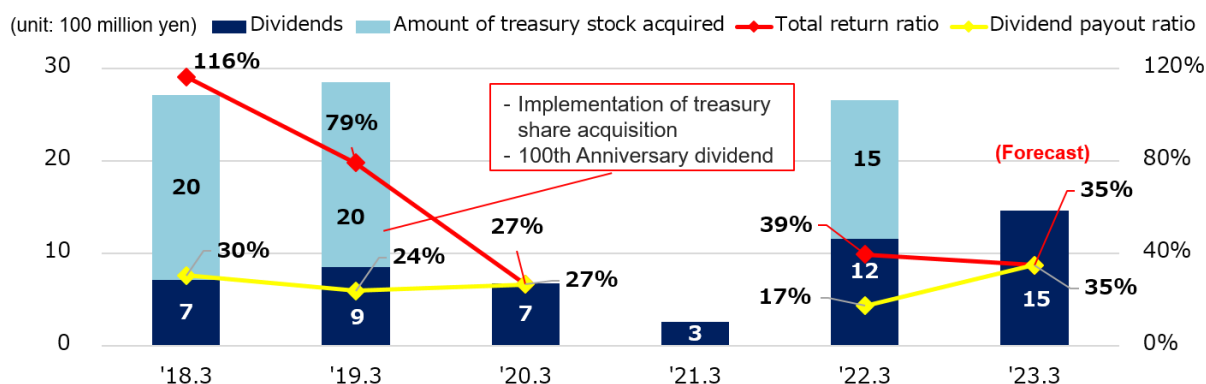 (unit: 100 million yen) Dividends Amount of treasury stock acquired Total return ratio Dividend payout ratio
30 116% 120%
- Implementation of treasury
share acquisition
- 100th Anniversary dividend
79%
20 15 (Forecast) 80%
20 20 27% 39% 35%
10 30% 24% 27% 12 40%
17% 35%
7 9 7 3 15
0 0%
'18.3 '19.3 '20.3 '21.3 '22.3 '23.3